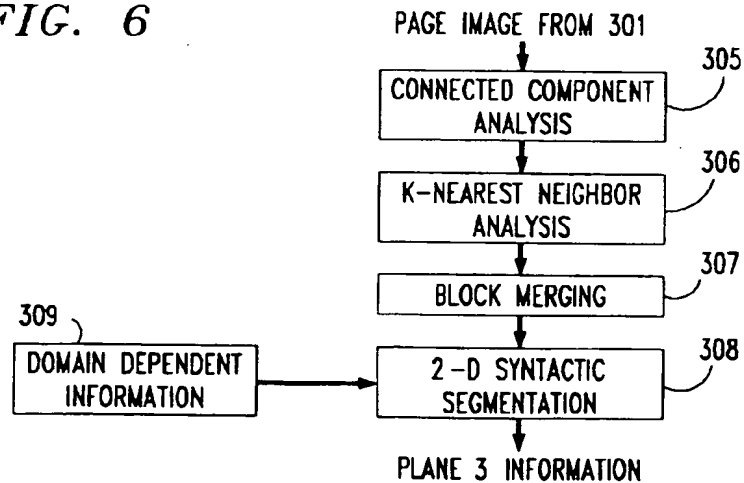 FIG. 6
PAGE IMAGE FROM 301
305
CONNECTED COMPONENT
ANALYSIS
306
K-NEAREST NEIGHBOR
ANALYSIS
307
BLOCK MERGING
309
DOMAIN DEPENDENT
INFORMATION
308
2-D SYNTACTIC
SEGMENTATION
PLANE 3 INFORMATION